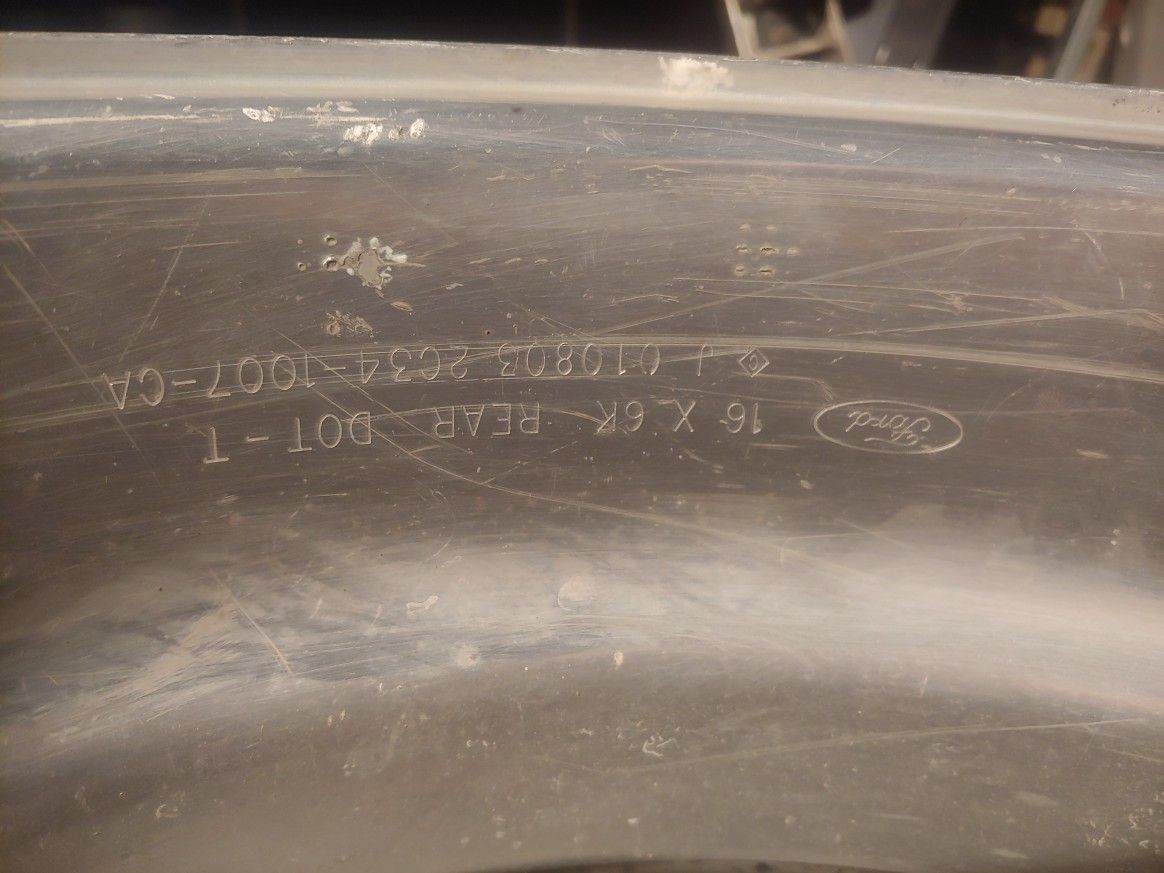 Ford 16 X 6K REAR DOT - T
C J 010803 2C34-1007-CA